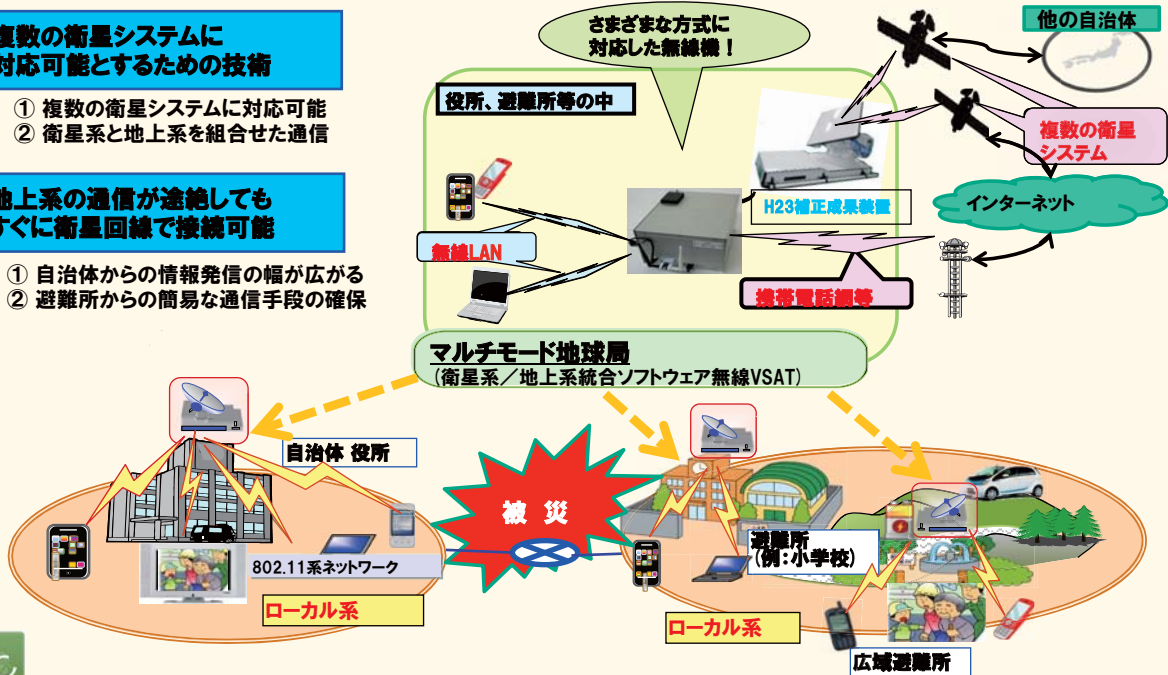 複数の衛星システムに
対応可能とするための技術
① 複数の衛星システムに対応可能
② 衛星系と地上系を組合せた通信
地上系の通信が途絶しても
すぐに衛星回線で接続可能
① 自治体からの情報発信の幅が広がる
② 避難所からの簡易な通信手段の確保
さまざまな方式に
対応した無線機！
役所、避難所等の中
他の自治体
複数の衛星
システム
H23補正成果装置
インターネット
無線LAN
携帯電話網等
マルチモード地球局
(衛星系／地上系統合ソフトウェア無線VSAT)
自治体 役所
被 災
802.11系ネットワーク
避難所
(例：小学校)
ローカル系
ローカル系
広域避難所